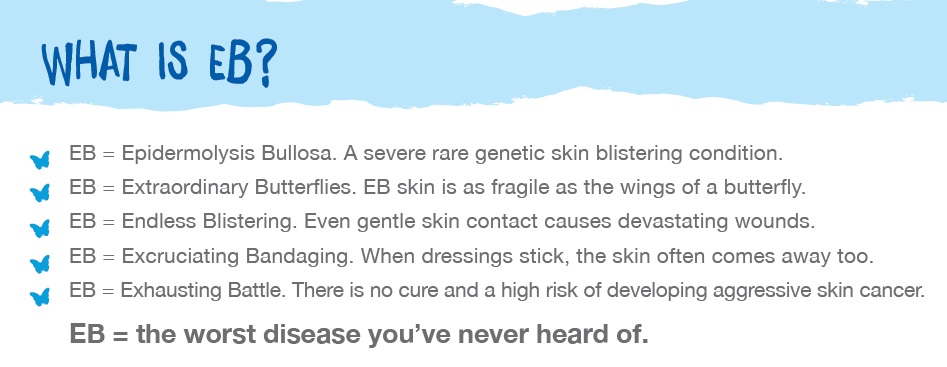 WHAT IS EB?
EB = Epidermolysis Bullosa. A severe rare genetic skin blistering condition.
EB = Extraordinary Butterflies. EB skin is as fragile as the wings of a butterfly.
EB = Endless Blistering. Even gentle skin contact causes devastating wounds.
EB = Excruciating Bandaging. When dressings stick, the skin often comes away too.
EB = Exhausting Battle. There is no cure and a high risk of developing aggressive skin cancer.
EB = the worst disease you’ve never heard of.